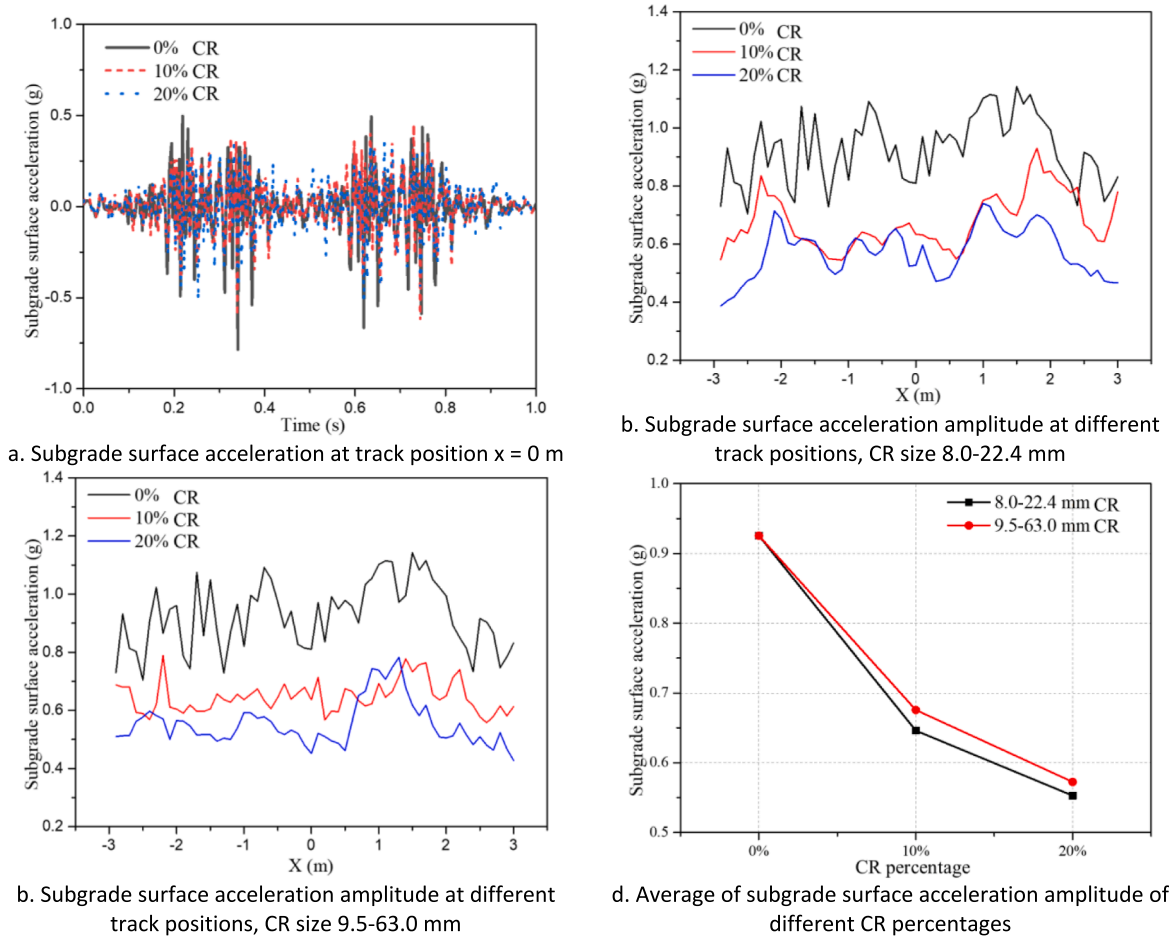 1.0
0.5
0.0
-0.5
-1.0
Subgrade surface acceleration (g)
0% CR
10% CR
20% CR
0.0 0.2 0.4 0.6 0.8 1.0
Time (s)
a. Subgrade surface acceleration at track position x = 0 m
1.4
1.2
1.0
0.8
0.6
0.4
0.2
Subgrade surface acceleration (g)
0% CR
10% CR
20% CR
-3 -2 -1 0 1 2 3
X (m)
b. Subgrade surface acceleration amplitude at different
track positions, CR size 8.0-22.4 mm
1.4
1.2
1.0
0.8
0.6
0.4
0.2
Subgrade surface acceleration (g)
0% CR
10% CR
20% CR
-3 -2 -1 0 1 2 3
X (m)
b. Subgrade surface acceleration amplitude at different
track positions, CR size 9.5-63.0 mm
1.0
0.9
0.8
0.7
0.6
0.5
Subgrade surface acceleration (g)
8.0-22.4 mm CR
9.5-63.0 mm CR
0% 10% 20%
CR percentage
d. Average of subgrade surface acceleration amplitude of
different CR percentages